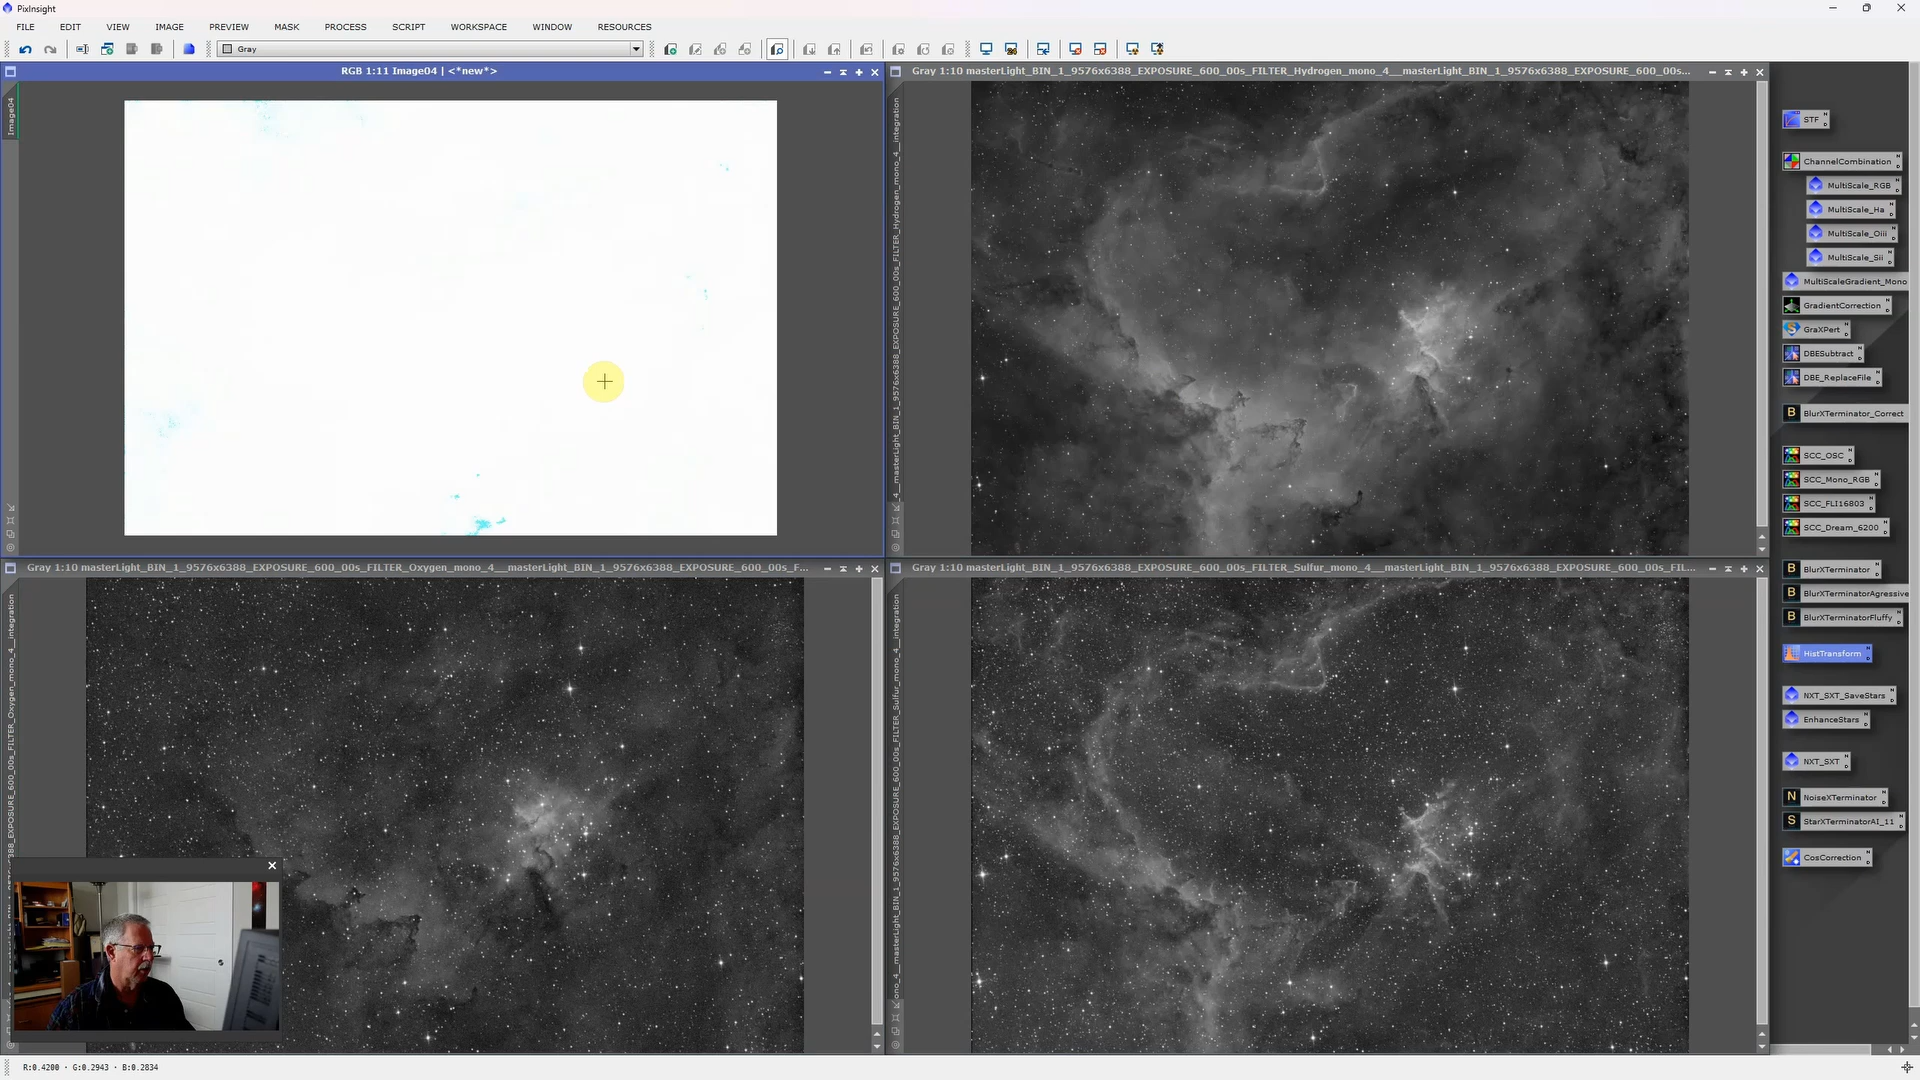 PixInsight
FILE EDIT VIEW IMAGE PREVIEW MASK PROCESS SCRIPT WORKSPACE WINDOW RESOURCES
Gray
RGB 1:11 Image04 | <*new*>
Image04
Gray 1:10 masterLight_BIN_1_9576x6388_EXPOSURE_600_00s_FILTER_Hydrogen_mono_4__masterLight_BIN_1_9576x6388_EXPOSURE_600_00s...
4__masterLight_BIN_1_9576x6388_EXPOSURE_600_00s_FILTER_Hydrogen_mono_4__integration
Gray 1:10 masterLight_BIN_1_9576x6388_EXPOSURE_600_00s_FILTER_Oxygen_mono_4__masterLight_BIN_1_9576x6388_EXPOSURE_600_00s_F...
Gray 1:10 masterLight_BIN_1_9576x6388_EXPOSURE_600_00s_FILTER_Sulfur_mono_4__masterLight_BIN_1_9576x6388_EXPOSURE_600_00s_FIL...
ono_4__masterLight_BIN_1_9576x6388_EXPOSURE_600_00s_FILTER_Sulfur_mono_4__integration
STF
ChannelCombination
MultiScale_RGB
MultiScale_Ha
MultiScale_Oiii
MultiScale_Sii
MultiScaleGradient_Mono
GradientCorrection
GraXPert
DBESubtract
DBE_ReplaceFile
BlurXTerminator_Correct
SCC_OSC
SCC_Mono_RGB
SCC_FLI16803
SCC_Dream_6200
BlurXTerminator
BlurXTerminatorAgressive
BlurXTerminatorFluffy
HistTransform
NXT_SXT_SaveStars
EnhanceStars
NXT_SXT
NoiseXTerminator
StarXTerminatorAI_11
CosCorrection
R:0.4200 · G:0.2943 · B:0.2834